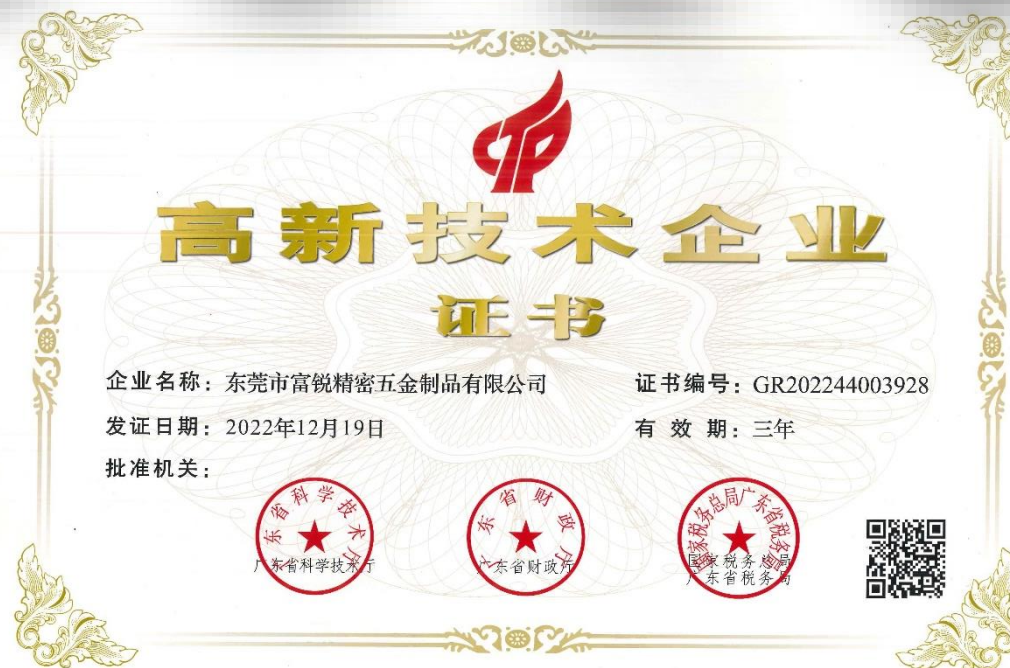 高新技术企业
证书
企业名称：东莞市富锐精密五金制品有限公司
证书编号：GR202244003928
发证日期：2022年12月19日
有效期：三年
批准机关：
广东省科学技术厅
广东省财政厅
国家税务总局广东省税务局
广东省科学技术厅
广东省财政厅
国家税务总局
广东省税务局